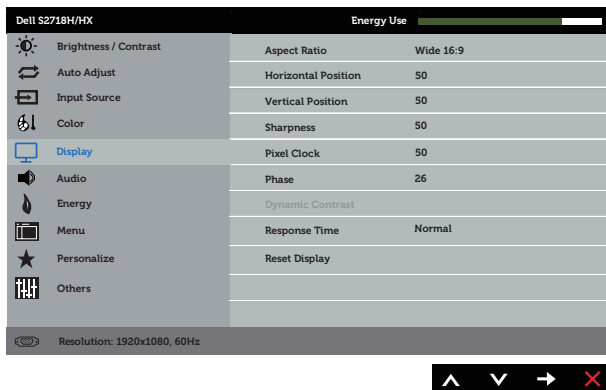 Dell S2718H/HX Energy Use
Brightness / Contrast
Auto Adjust
Input Source
Color
Display
Audio
Energy
Menu
Personalize
Others
Aspect Ratio Wide 16:9
Horizontal Position 50
Vertical Position 50
Sharpness 50
Pixel Clock 50
Phase 26
Dynamic Contrast
Response Time Normal
Reset Display
Resolution: 1920x1080, 60Hz